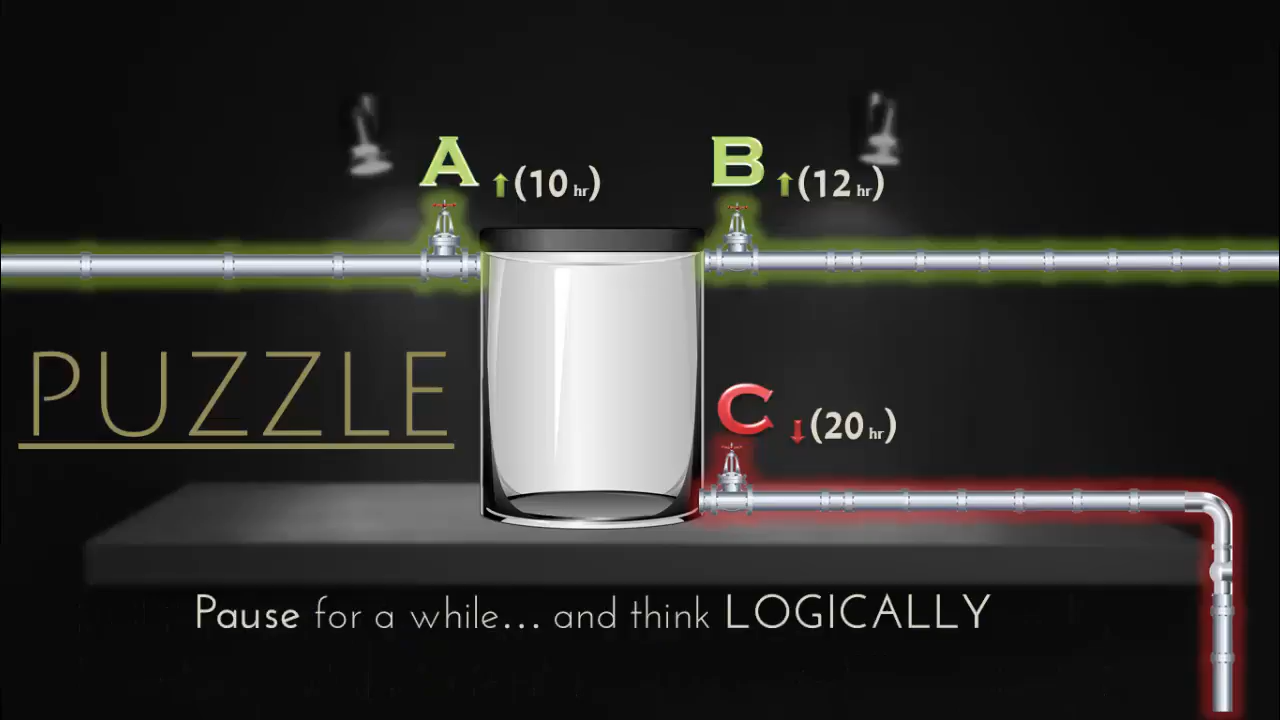 A ↑(10 hr)
B ↑(12 hr)
PUZZLE
C ↓(20 hr)
Pause for a while... and think LOGICALLY